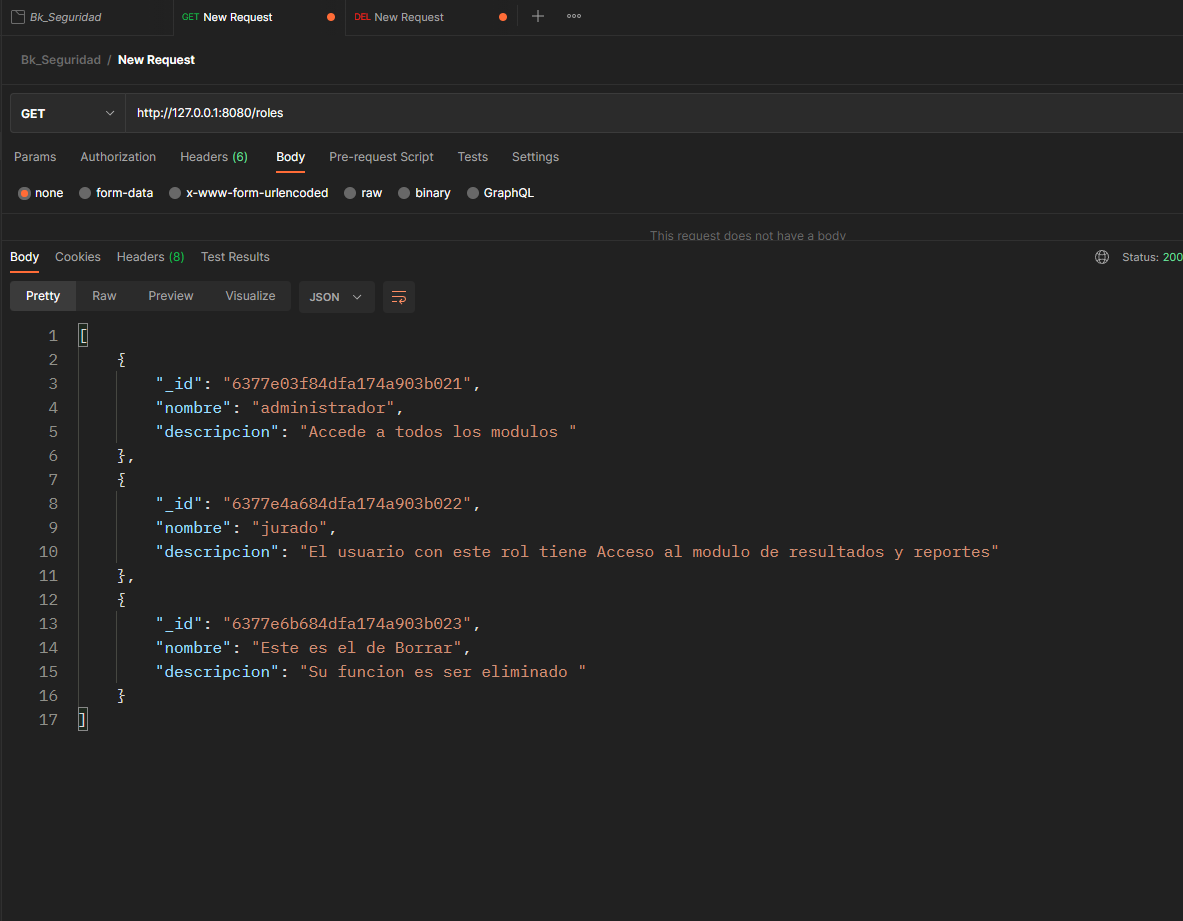 Bk_Seguridad GET New Request DEL New Request
Bk_Seguridad / New Request
GET http://127.0.0.1:8080/roles
Params Authorization Headers (6) Body Pre-request Script Tests Settings
none form-data x-www-form-urlencoded raw binary GraphQL
This request does not have a body
Body Cookies Headers (8) Test Results Status: 200
Pretty Raw Preview Visualize JSON
1 [
2 {
3 "_id": "6377e03f84dfa174a903b021",
4 "nombre": "administrador",
5 "descripcion": "Accede a todos los modulos "
6 },
7 {
8 "_id": "6377e4a684dfa174a903b022",
9 "nombre": "jurado",
10 "descripcion": "El usuario con este rol tiene Acceso al modulo de resultados y reportes"
11 },
12 {
13 "_id": "6377e6b684dfa174a903b023",
14 "nombre": "Este es el de Borrar",
15 "descripcion": "Su funcion es ser eliminado "
16 }
17 ]